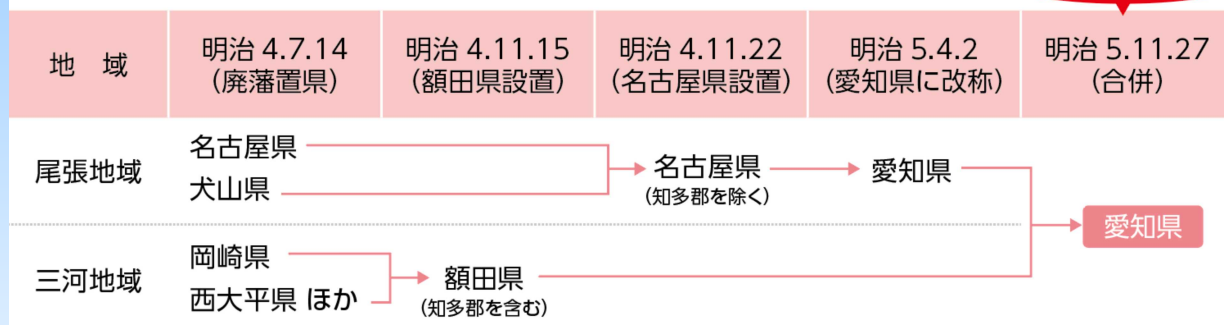 地　域
明治 4.7.14
（廃藩置県）
明治 4.11.15
（額田県設置）
明治 4.11.22
（名古屋県設置）
明治 5.4.2
（愛知県に改称）
明治 5.11.27
（合併）
尾張地域
名古屋県
犬山県
名古屋県
（知多郡を除く）
愛知県
愛知県
三河地域
岡崎県
西大平県 ほか
額田県
（知多郡を含む）